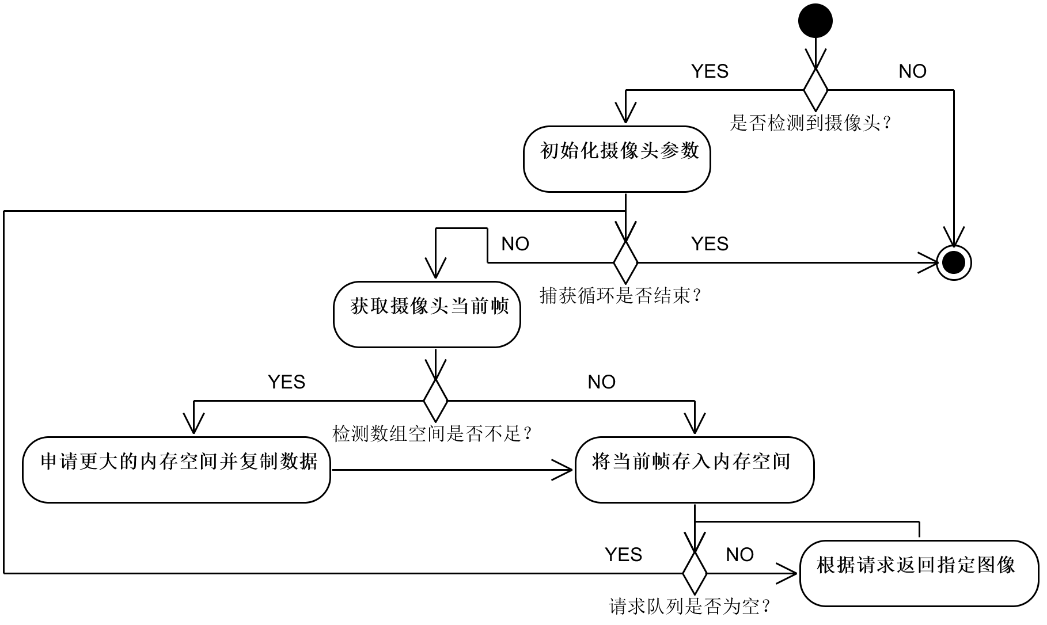 YES
NO
是否检测到摄像头？
初始化摄像头参数
NO
YES
捕获循环是否结束？
获取摄像头当前帧
YES
NO
检测数组空间是否不足？
申请更大的内存空间并复制数据
将当前帧存入内存空间
YES
NO
根据请求返回指定图像
请求队列是否为空？